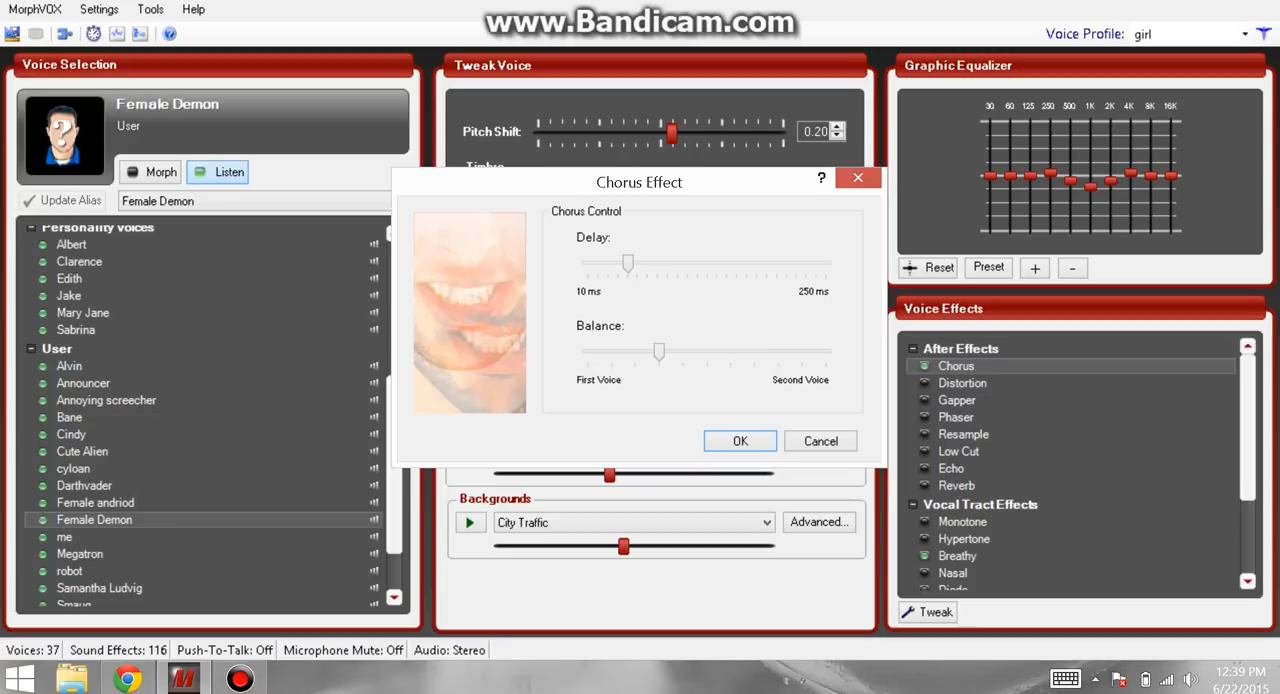 MorphVOX Settings Tools Help
www.Bandicam.com
Voice Profile: girl
Voice Selection
Female Demon
User
Morph Listen
Update Alias Female Demon
Personality Voices
Albert
Clarence
Edith
Jake
Mary Jane
Sabrina
User
Alvin
Announcer
Annoying screecher
Bane
Cindy
Cute Alien
cyloan
Darthvader
Female andriod
Female Demon
me
Megatron
robot
Samantha Ludvig
Smaug
Tweak Voice
Pitch Shift: 0.20
Timbre
Chorus Effect ?
Chorus Control
Delay:
10 ms 250 ms
Balance:
First Voice Second Voice
OK Cancel
Backgrounds
City Traffic Advanced...
Graphic Equalizer
30 60 125 250 500 1K 2K 4K 8K 16K
Reset Preset + -
Voice Effects
After Effects
Chorus
Distortion
Gapper
Phaser
Resample
Low Cut
Echo
Reverb
Vocal Tract Effects
Monotone
Hypertone
Breathy
Nasal
Diode
Tweak
Voices: 37 Sound Effects: 116 Push-To-Talk: Off Microphone Mute: Off Audio: Stereo
12:39 PM
6/22/2015